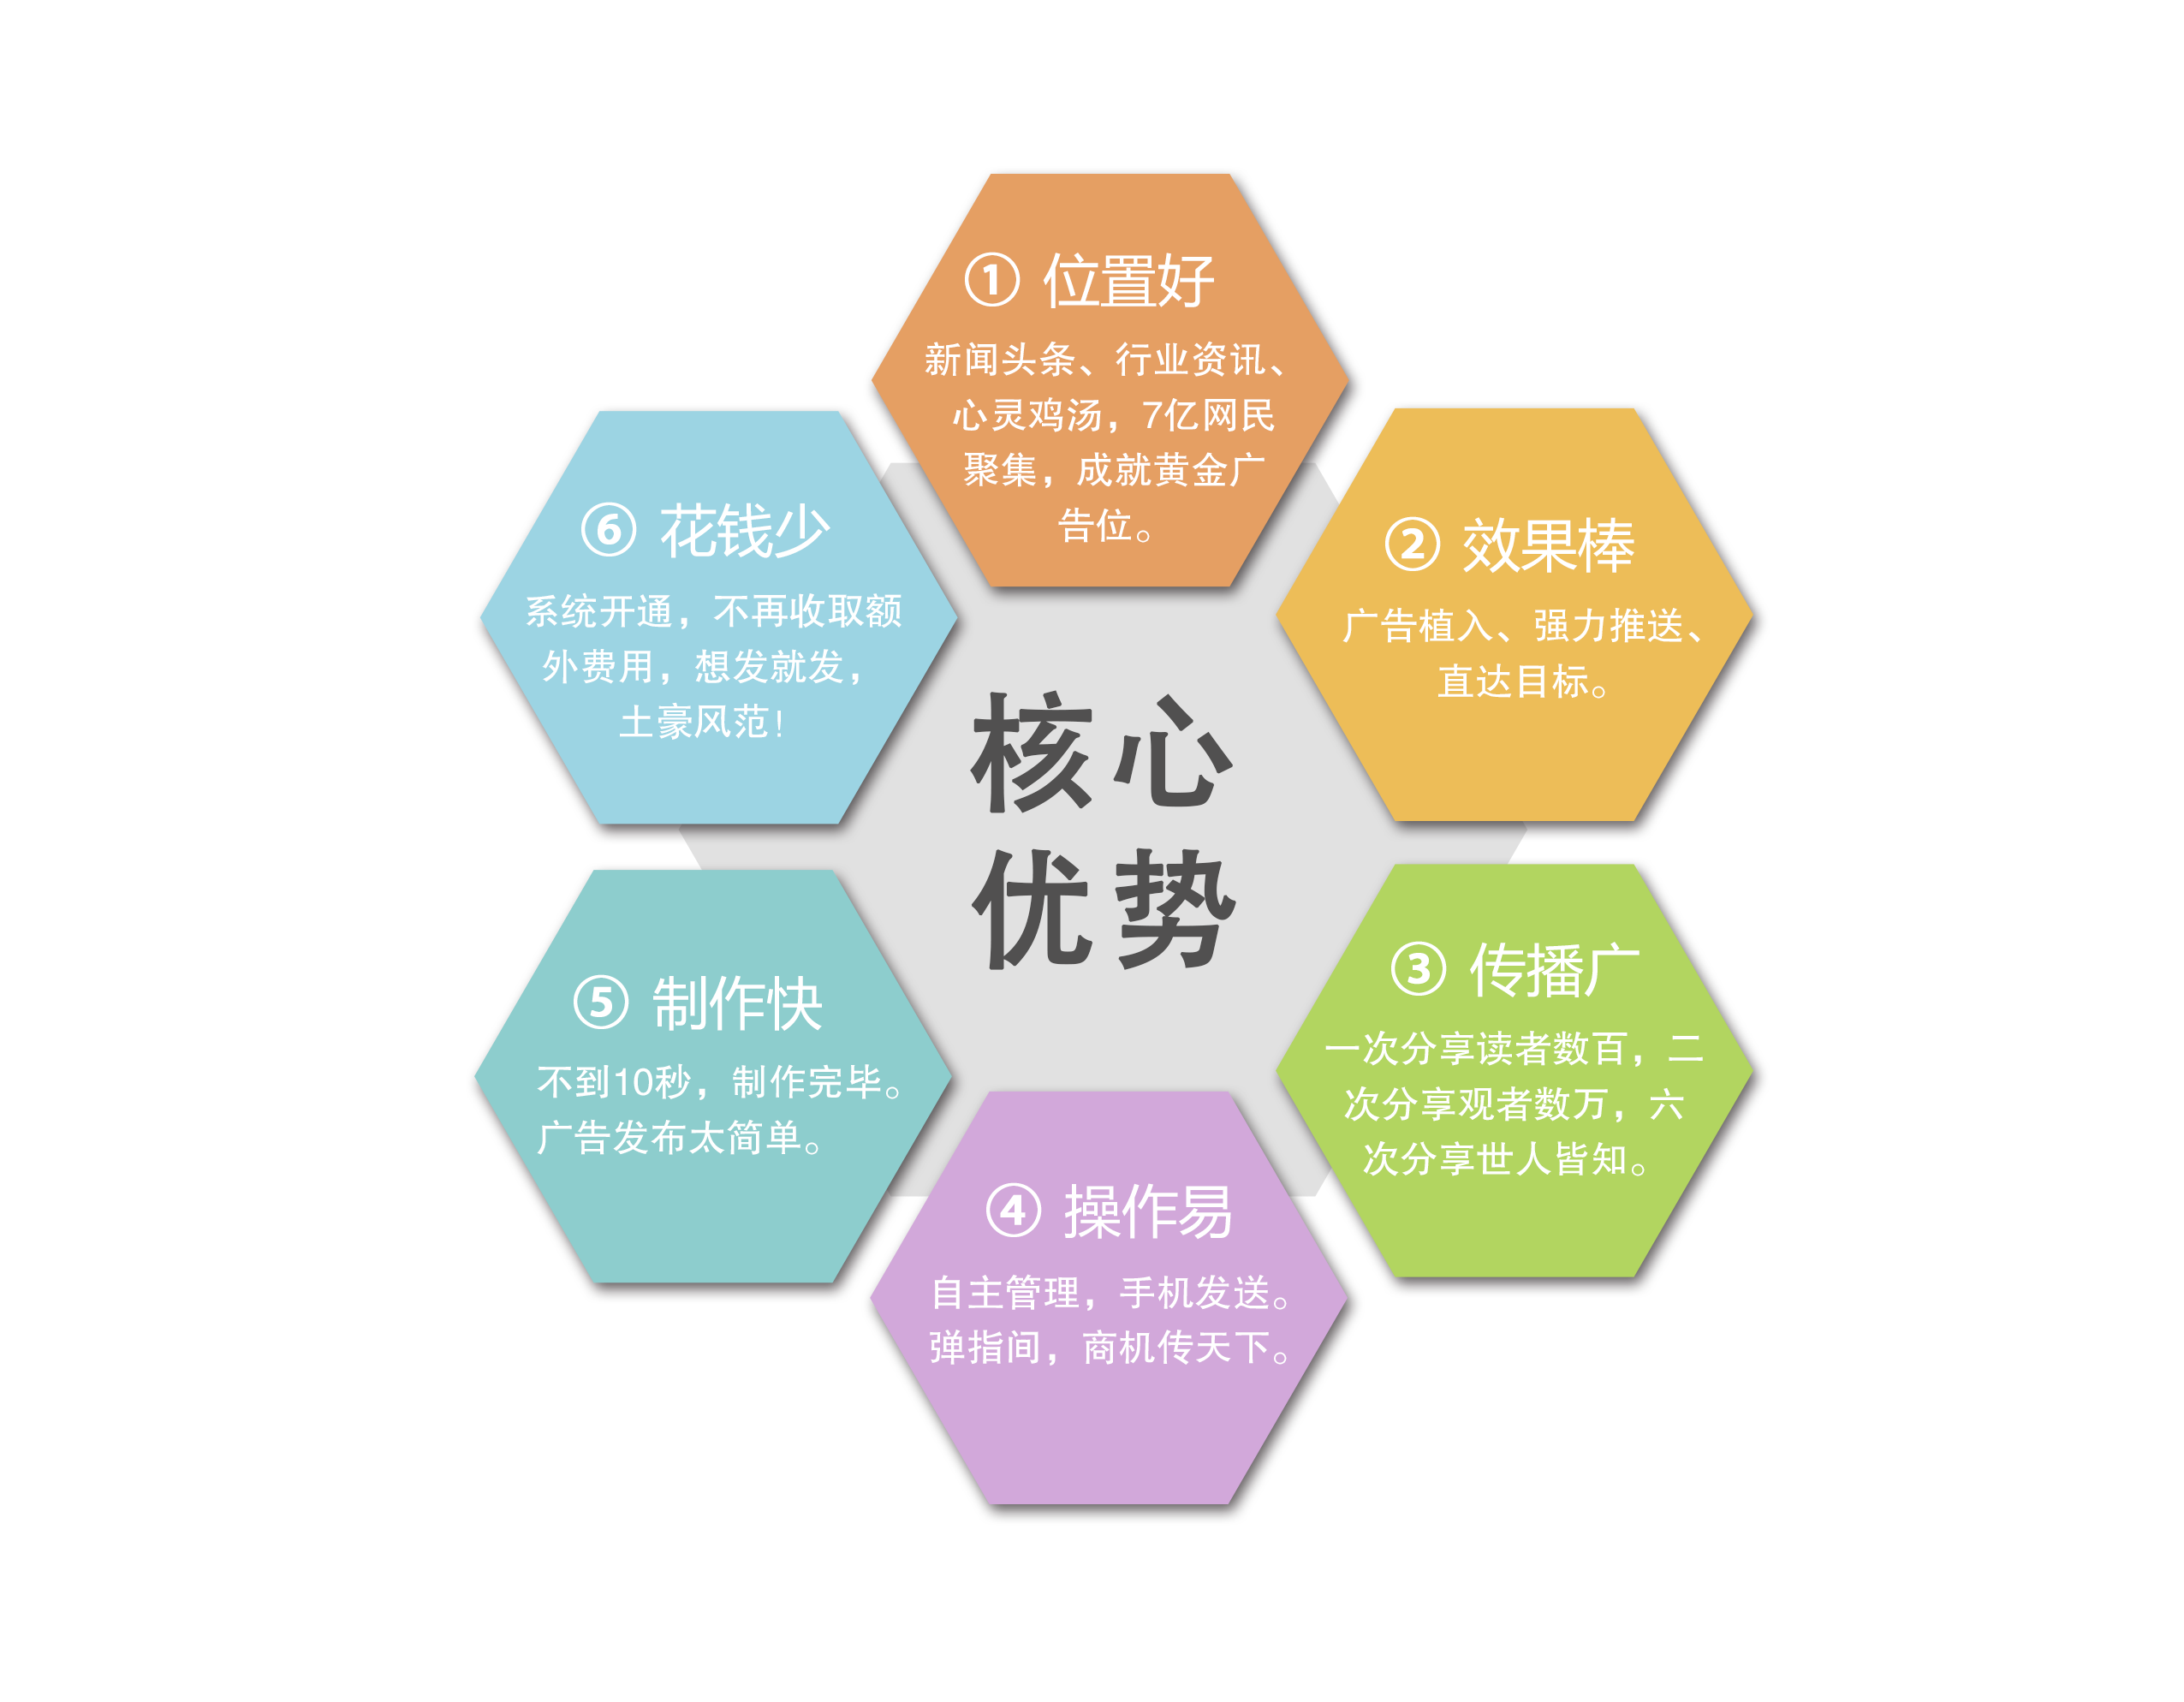 ① 位置好
新闻头条、行业资讯、
心灵鸡汤，7亿网民
聚集，成就黄金广
告位。
② 效果棒
广告植入、强力推送、
直达目标。
③ 传播广
一次分享读者数百，二
次分享观者数万，六
次分享世人皆知。
④ 操作易
自主管理，手机发送。
弹指间，商机传天下。
⑤ 制作快
不到10秒，制作完毕。
广告发布太简单。
⑥ 花钱少
系统开通，不再收取额
外费用，想发就发，
土豪风范！
核心
优势